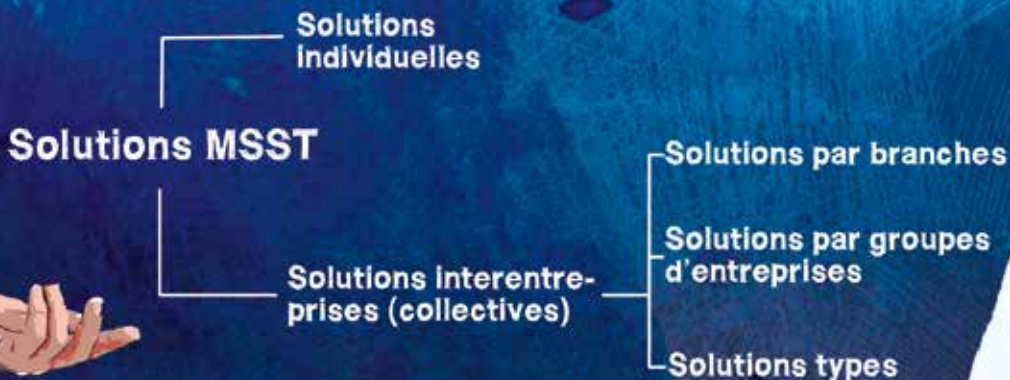 Solutions
individuelles
Solutions MSST
Solutions par branches
Solutions par groupes
d'entreprises
Solutions interentre-
prises (collectives)
Solutions types